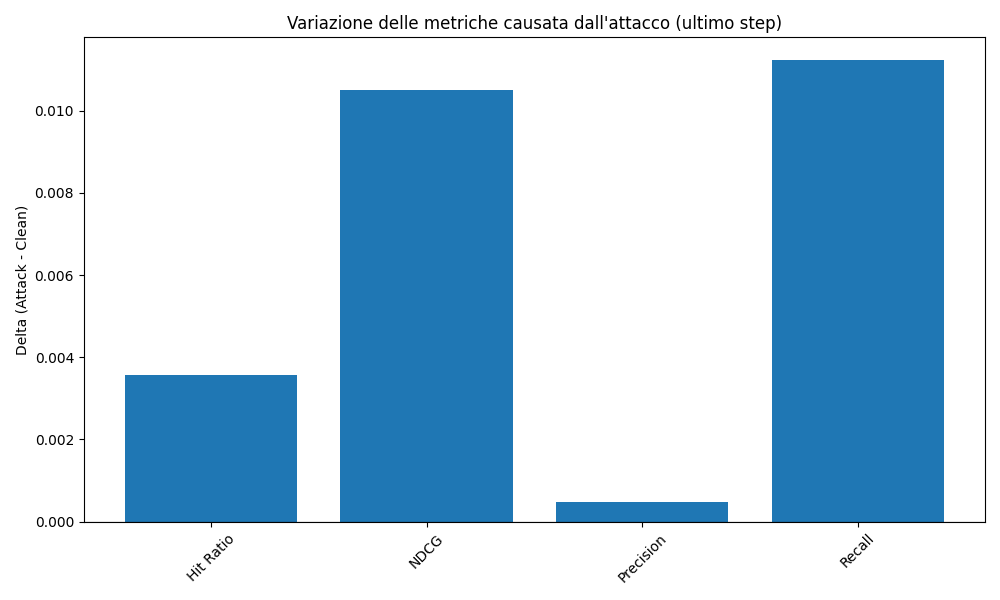 Variazione delle metriche causata dall'attacco (ultimo step)
Delta (Attack - Clean)
0.010
0.008
0.006
0.004
0.002
0.000
Hit Ratio
NDCG
Precision
Recall